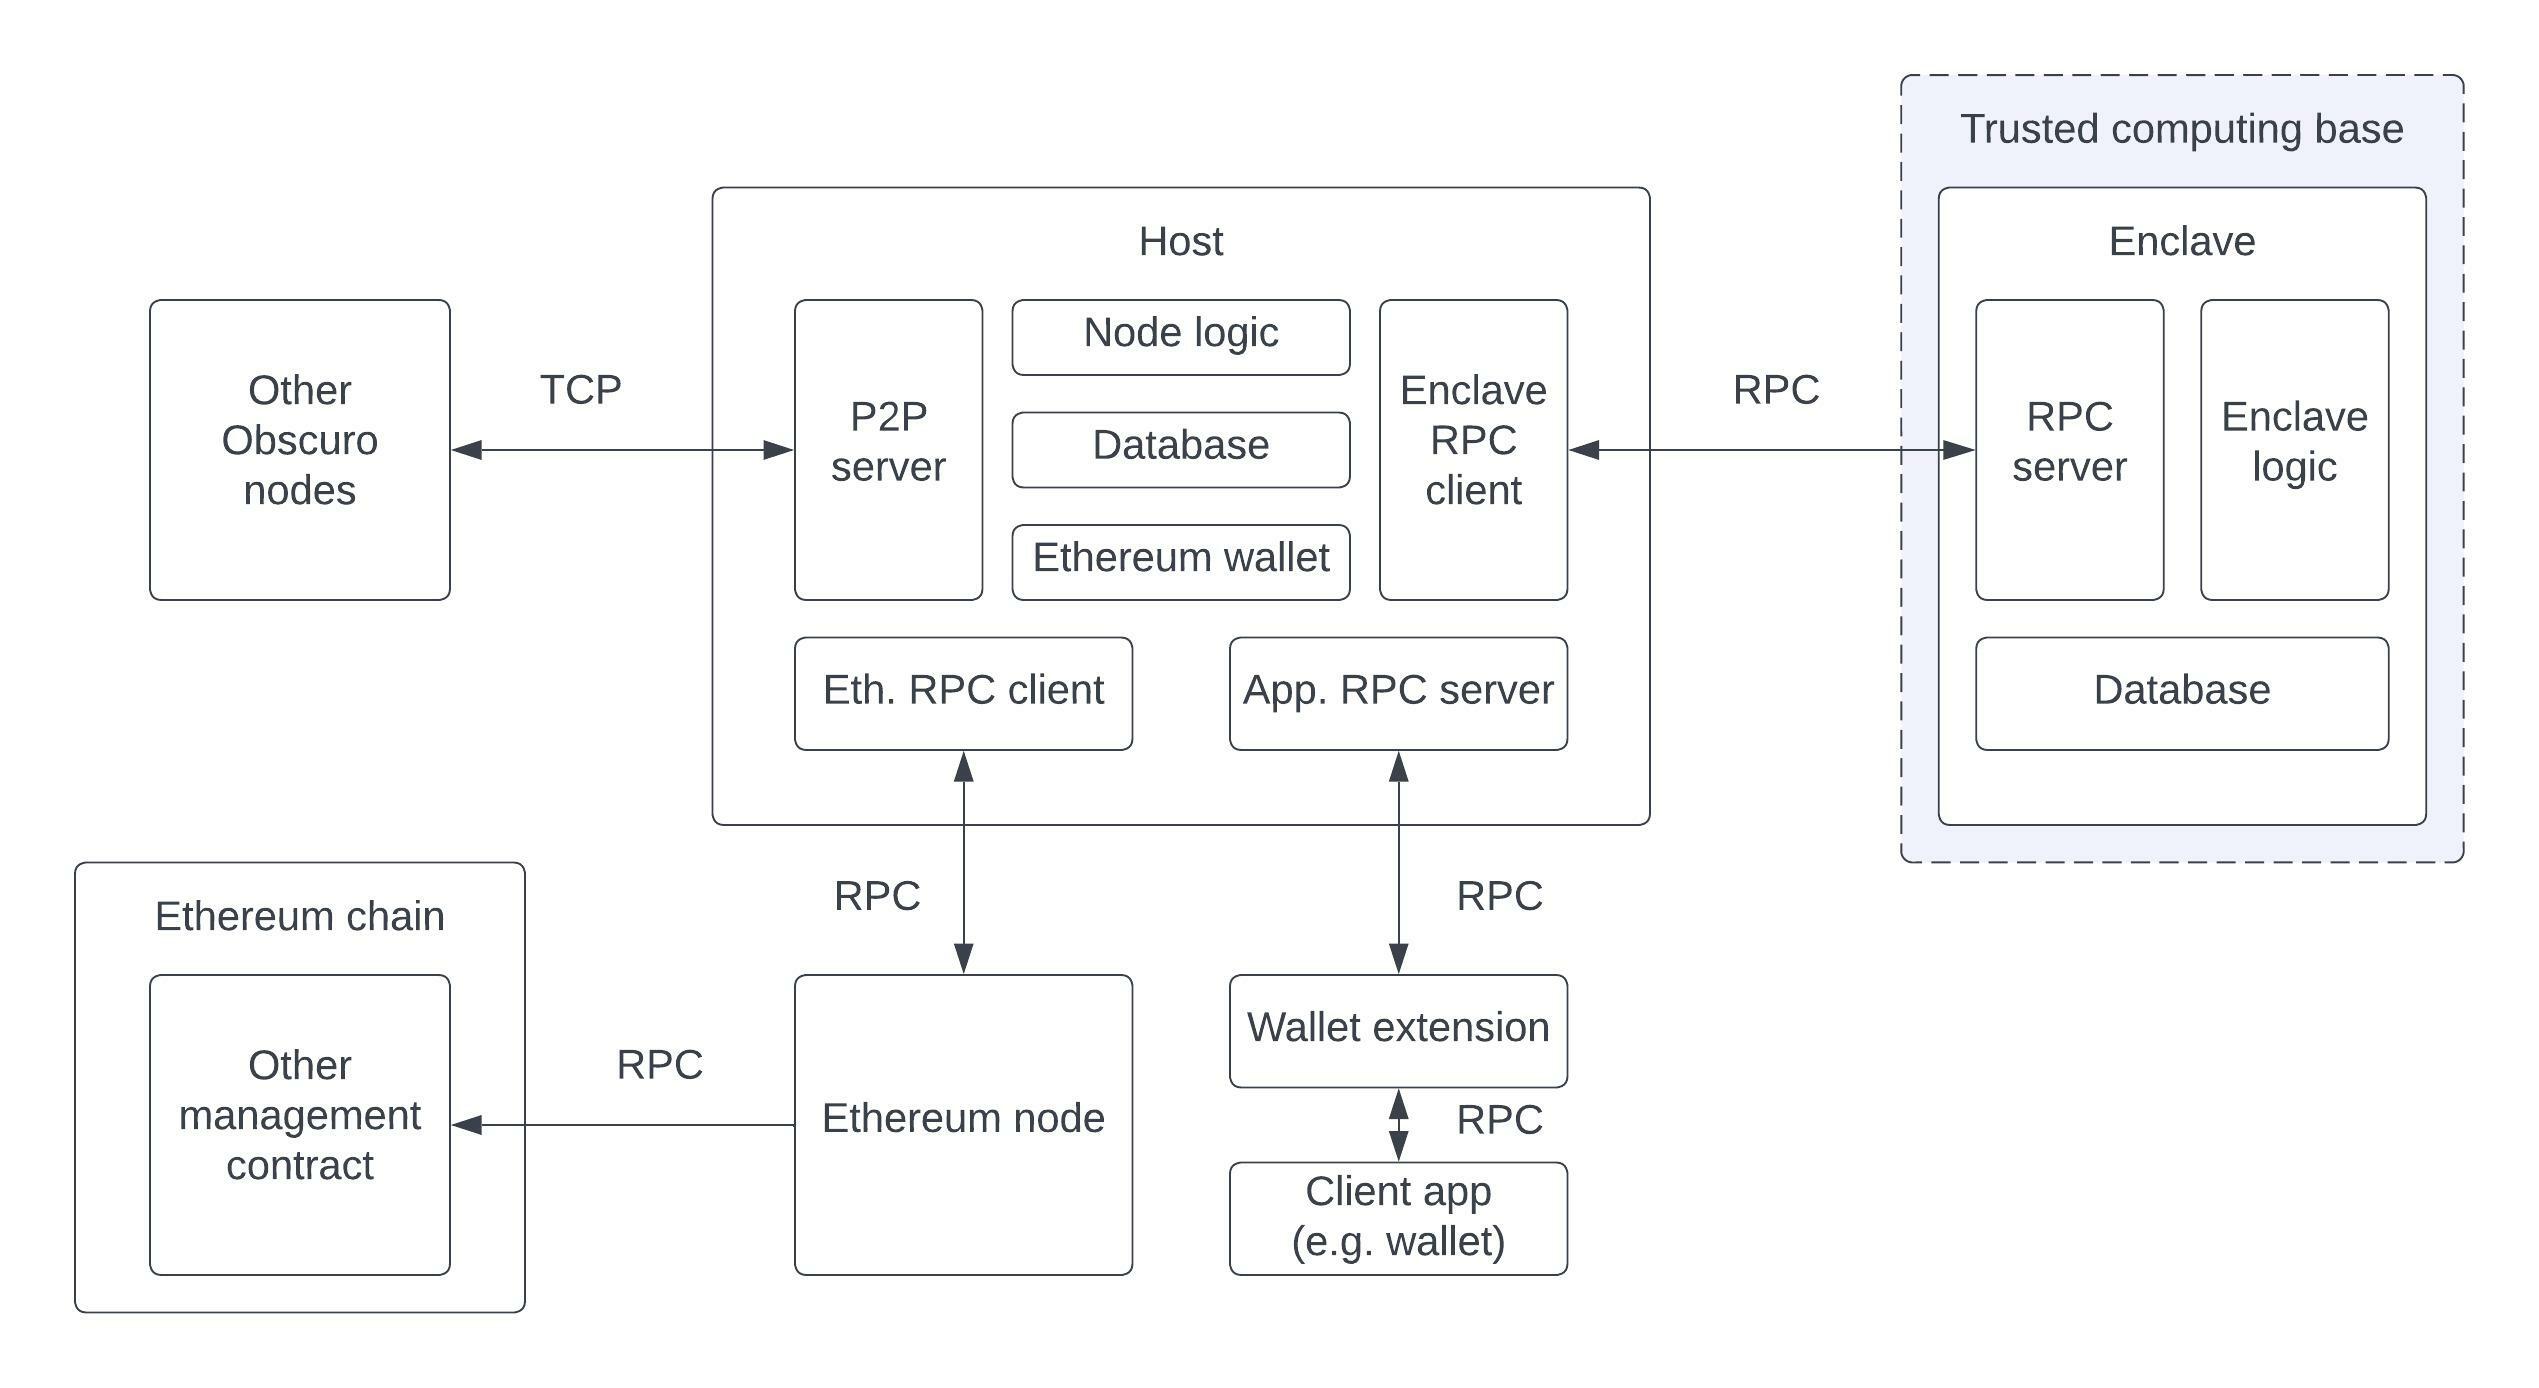 Trusted computing base
Host
Enclave
Other
Obscuro
nodes
TCP
P2P
server
Node logic
Database
Ethereum wallet
Enclave
RPC
client
RPC
RPC
server
Enclave
logic
Eth. RPC client
App. RPC server
Database
RPC
RPC
Ethereum chain
Other
management
contract
RPC
Ethereum node
Wallet extension
RPC
Client app
(e.g. wallet)